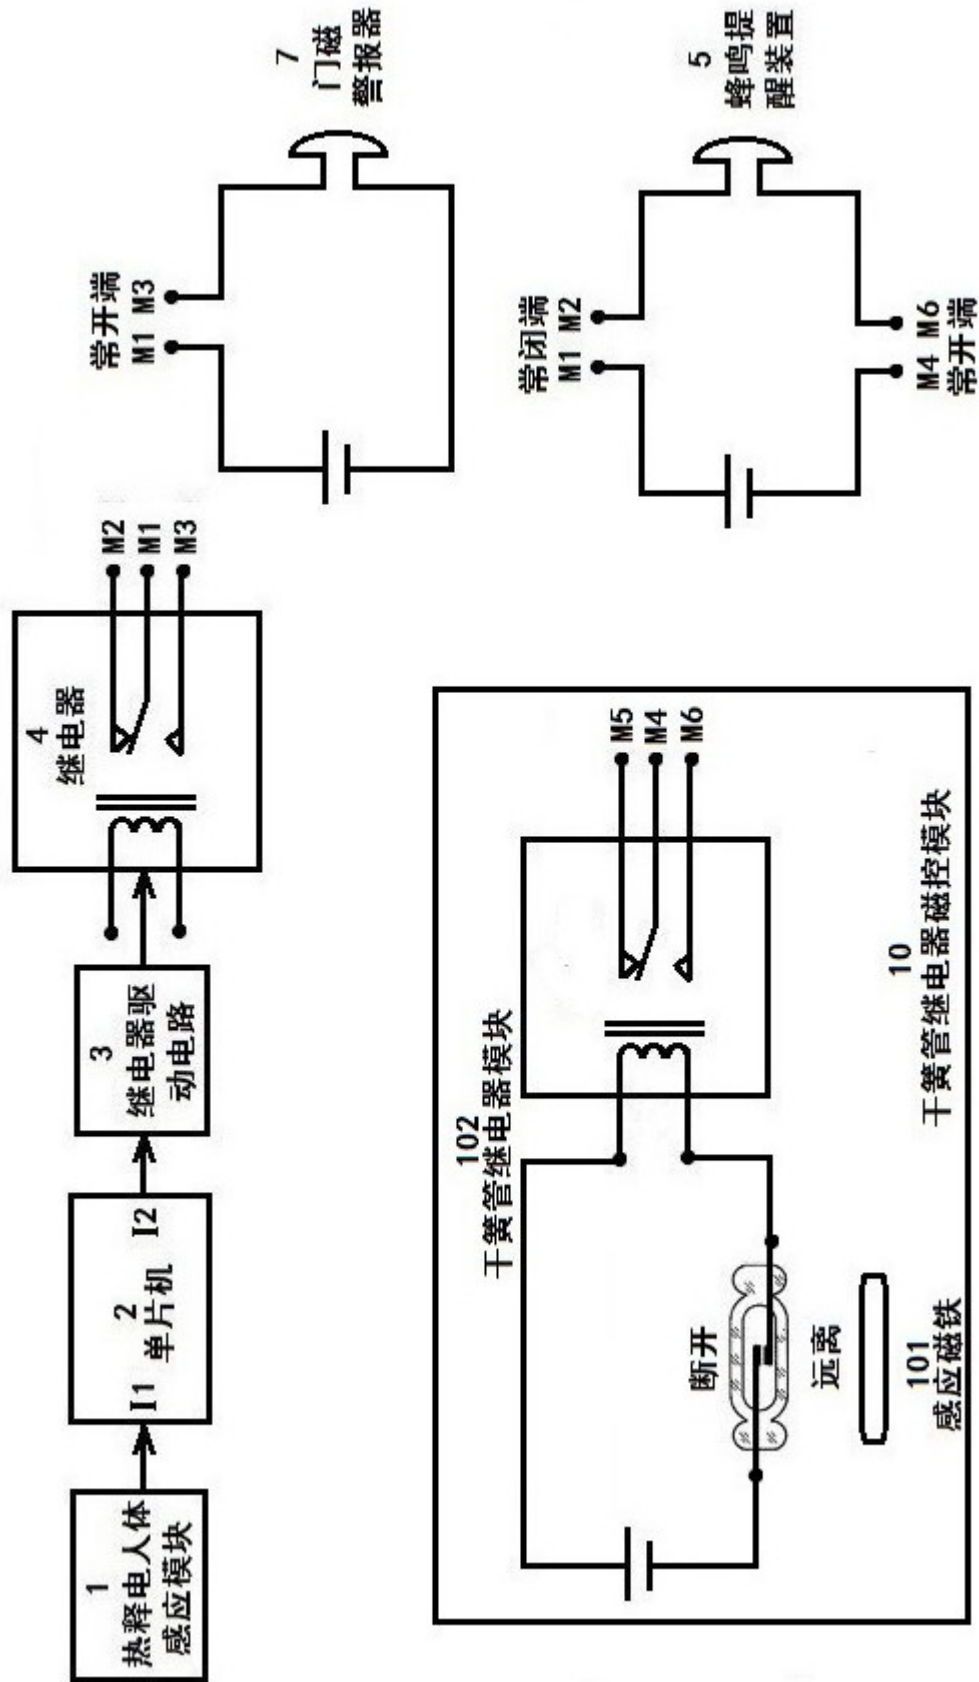 1
热释电人体
感应模块
I1
2
单片机
I2
3
继电器驱
动电路
4
继电器
M2
M1
M3
常开端
M1 M3
7
门磁
警报器
102
干簧管继电器模块
断开
远离
101
感应磁铁
M5
M4
M6
10
干簧管继电器磁控模块
常闭端
M1 M2
5
蜂鸣提
醒装置
M4 M6
常开端